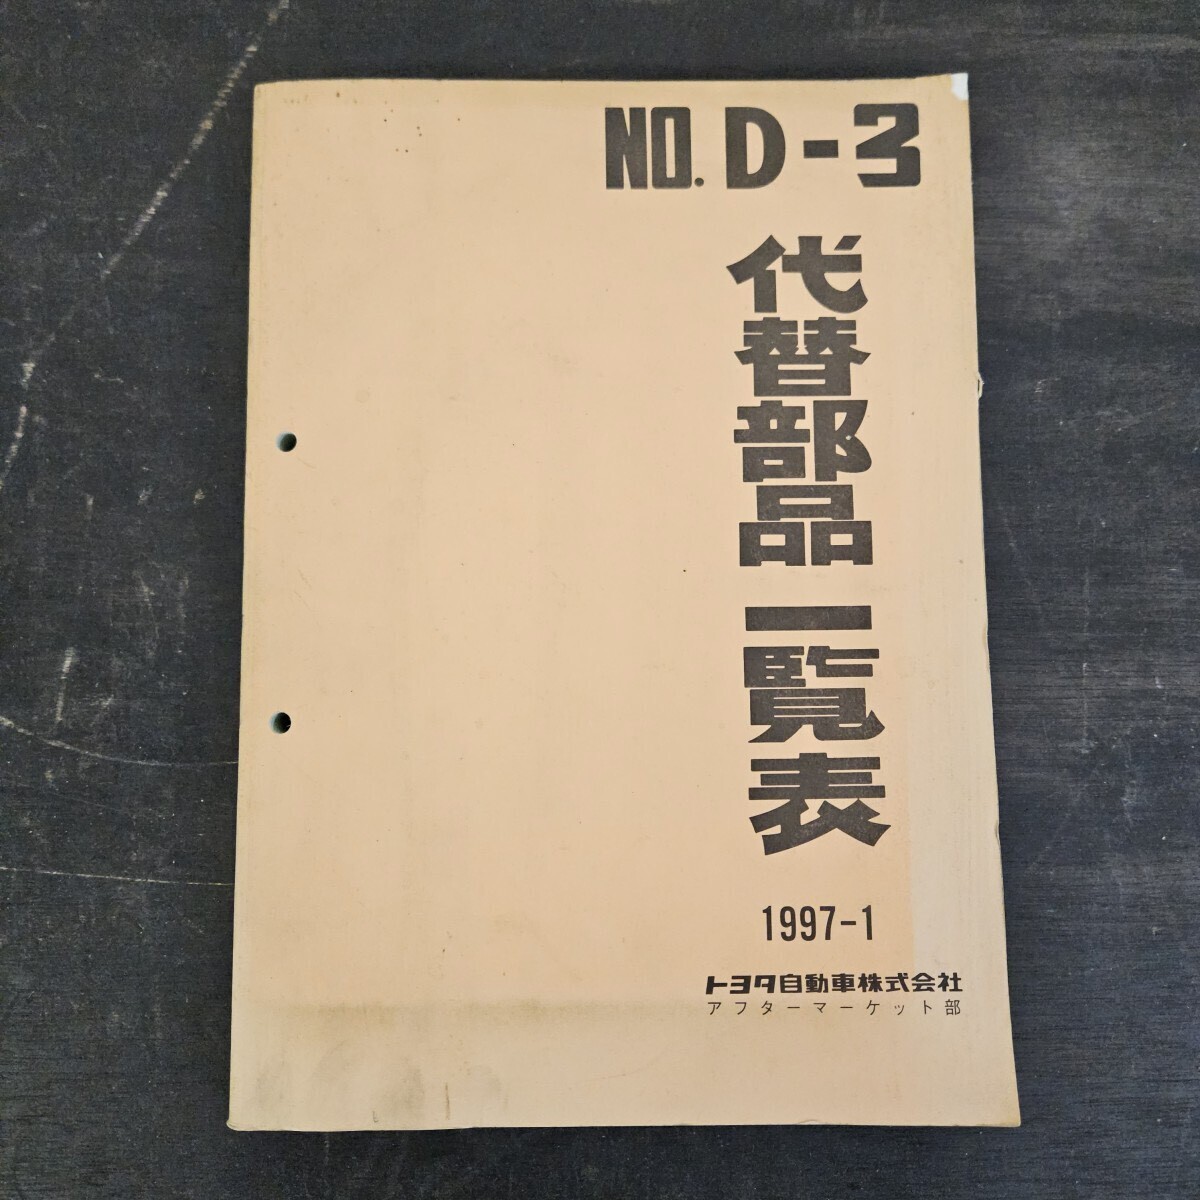 NO. D-3
代替部品一覧表
1997-1
トヨタ自動車株式会社
アフターマーケット部